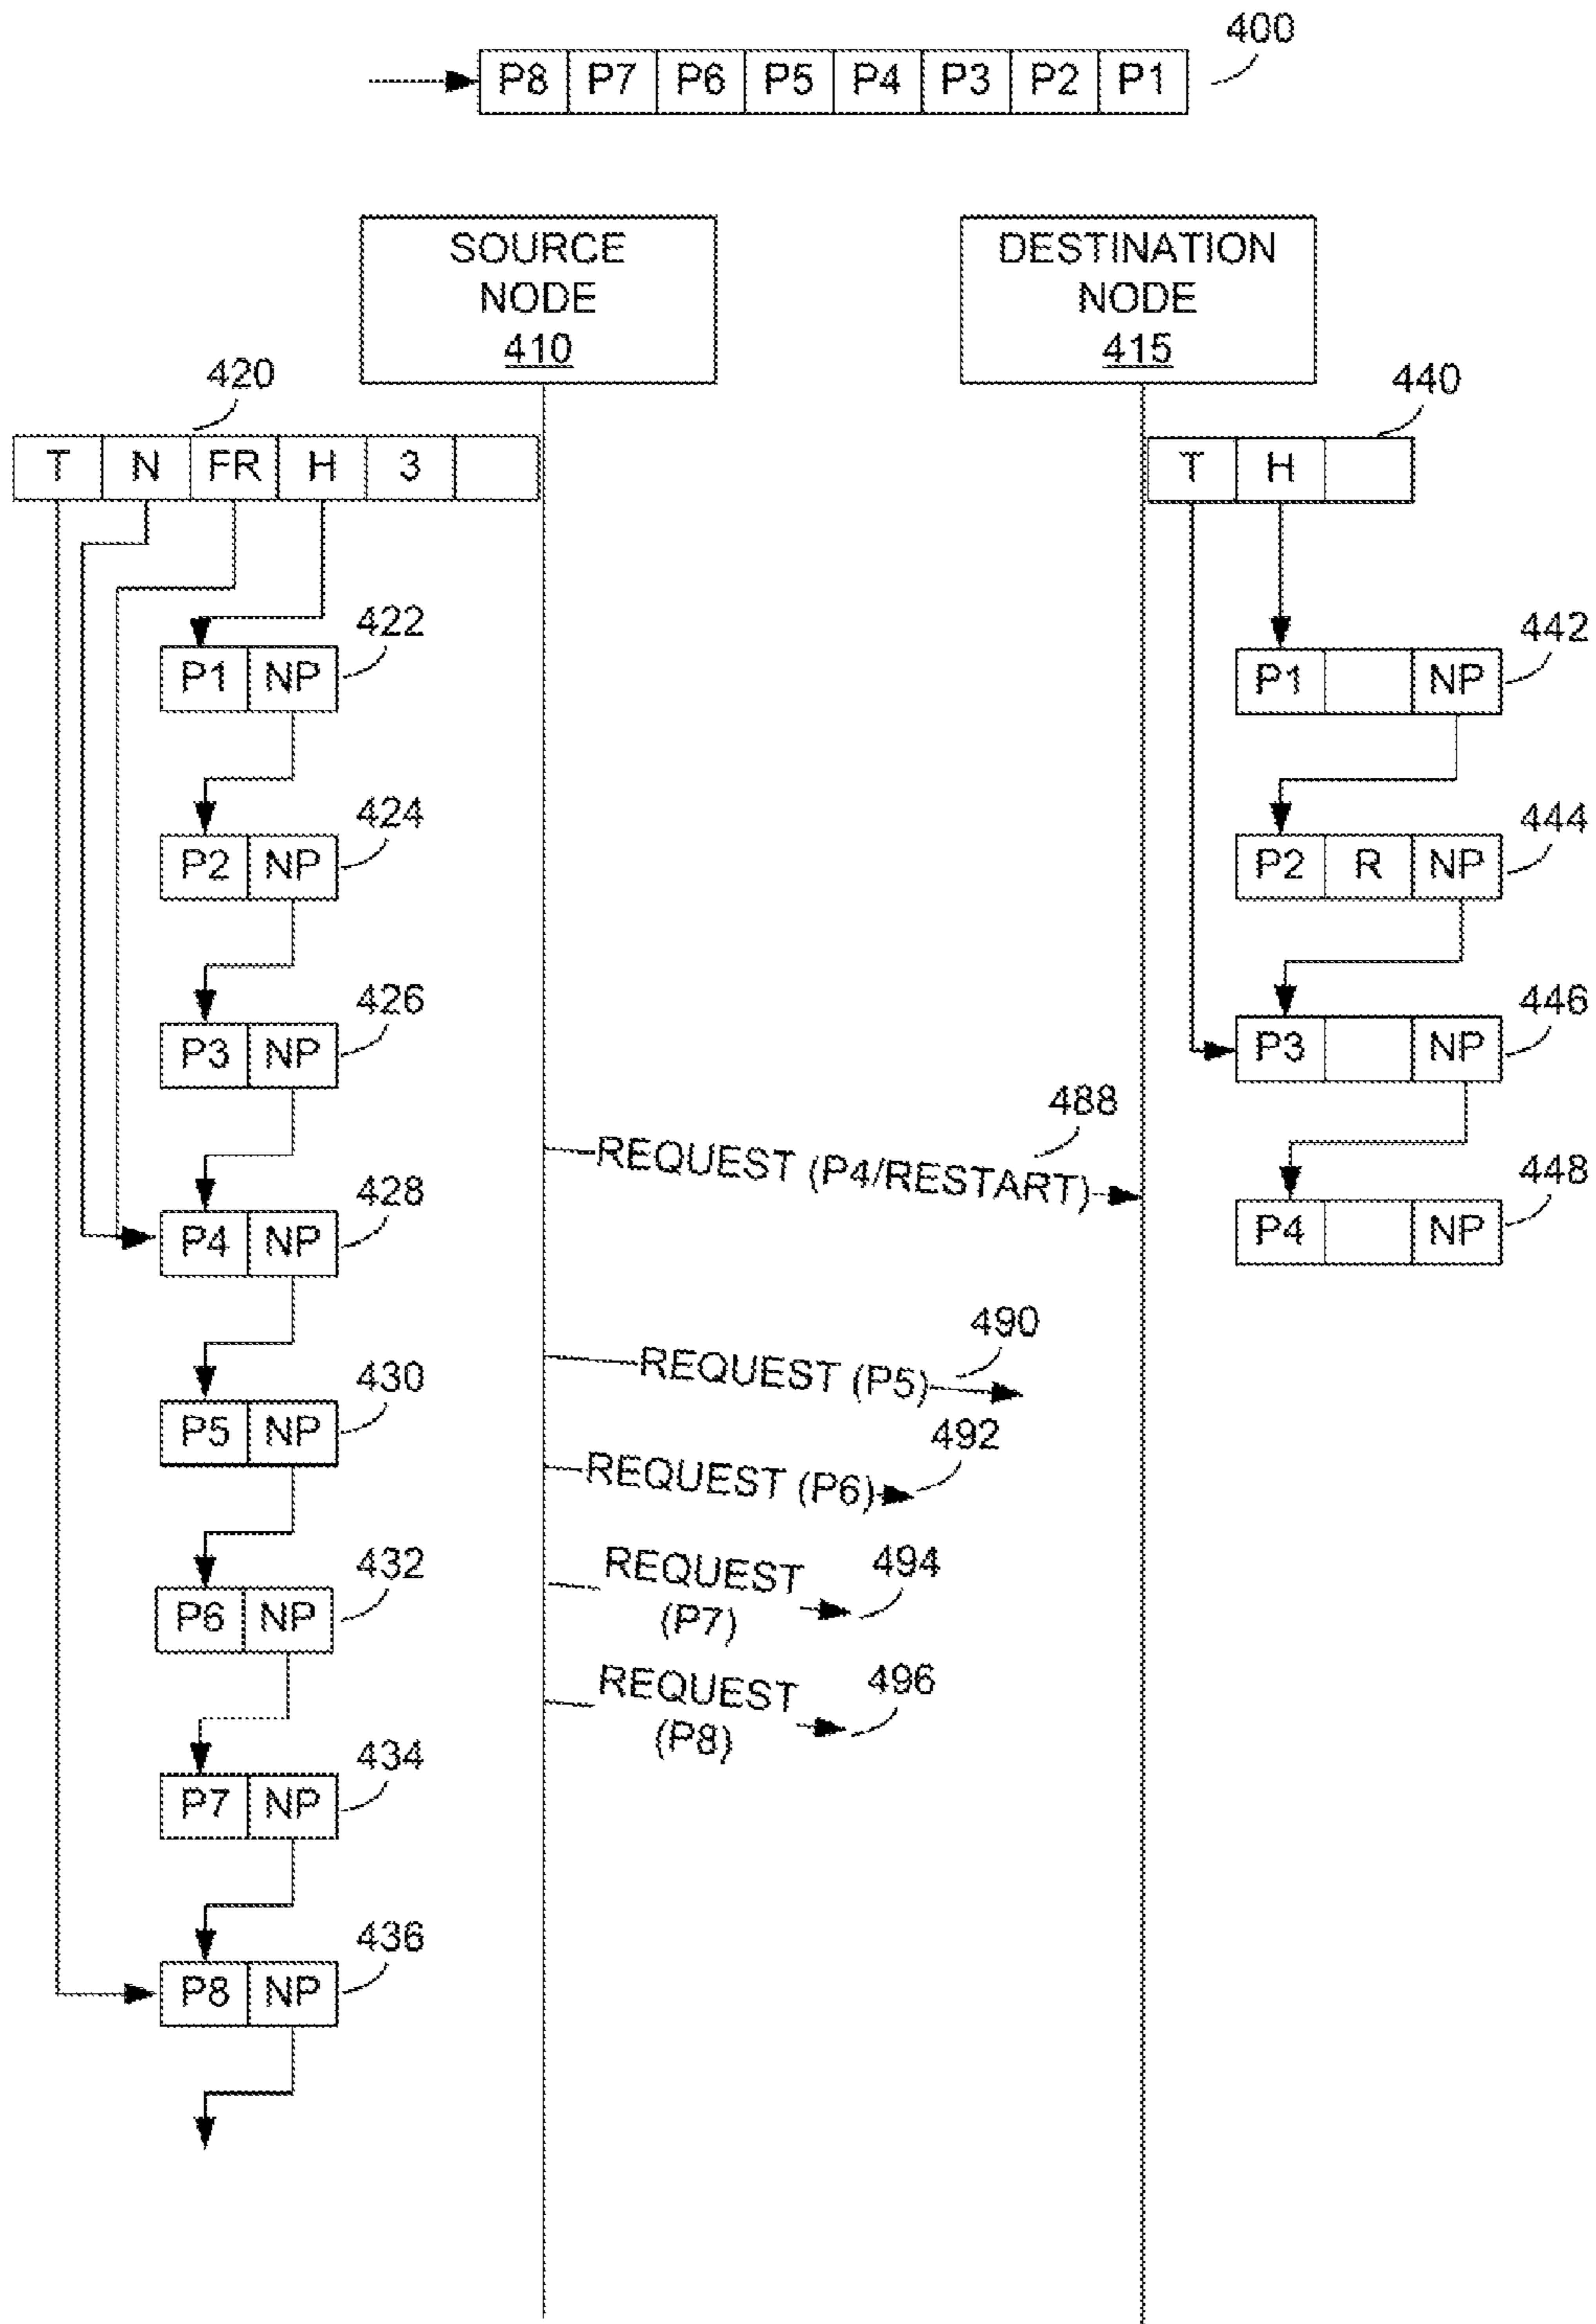 400
P8 P7 P6 P5 P4 P3 P2 P1
SOURCE
NODE
410
DESTINATION
NODE
415
420
T N FR H 3
440
T H
422
P1 NP
442
P1 NP
424
P2 NP
444
P2 R NP
426
P3 NP
446
P3 NP
488
REQUEST (P4/RESTART)
428
P4 NP
448
P4 NP
490
REQUEST (P5)
430
P5 NP
492
REQUEST (P6)
432
P6 NP
494
REQUEST
(P7)
496
REQUEST
(P8)
434
P7 NP
436
P8 NP